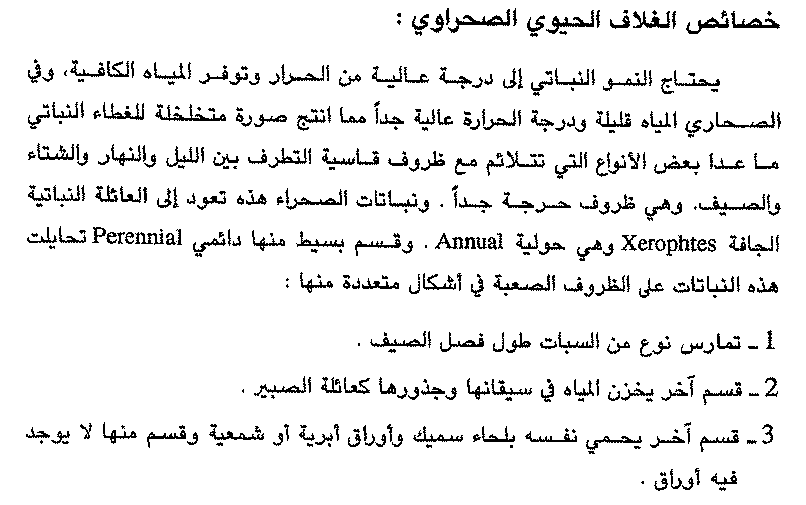 خصائص الغلاف الحيوي الصحراوي :
يحتاج النمو النباتي إلى درجة عالية من الحرار وتوفر المياه الكافية، وفي
الصحاري المياه قليلة ودرجة الحرارة عالية جداً مما انتج صورة متخلخلة للغطاء النباتي
ما عدا بعض الأنواع التي تتلائم مع ظروف قاسية التطرف بين الليل والنهار والشتاء
والصيف، وهي ظروف حرجة جداً . ونباتات الصحراء هذه تعود إلى العائلة النباتية
الجافة Xerophtes وهي حولية Annual . وقسم بسيط منها دائمي Perennial تحايلت
هذه النباتات على الظروف الصعبة في أشكال متعددة منها :
1 ـ تمارس نوع من السبات طول فصل الصيف .
2 ـ قسم آخر يخزن المياه في سيقانها وجذورها كعائلة الصبير .
3 ـ قسم آخر يحمي نفسه بلحاء سميك وأوراق أبرية أو شمعية وقسم منها لا يوجد
فيه أوراق .